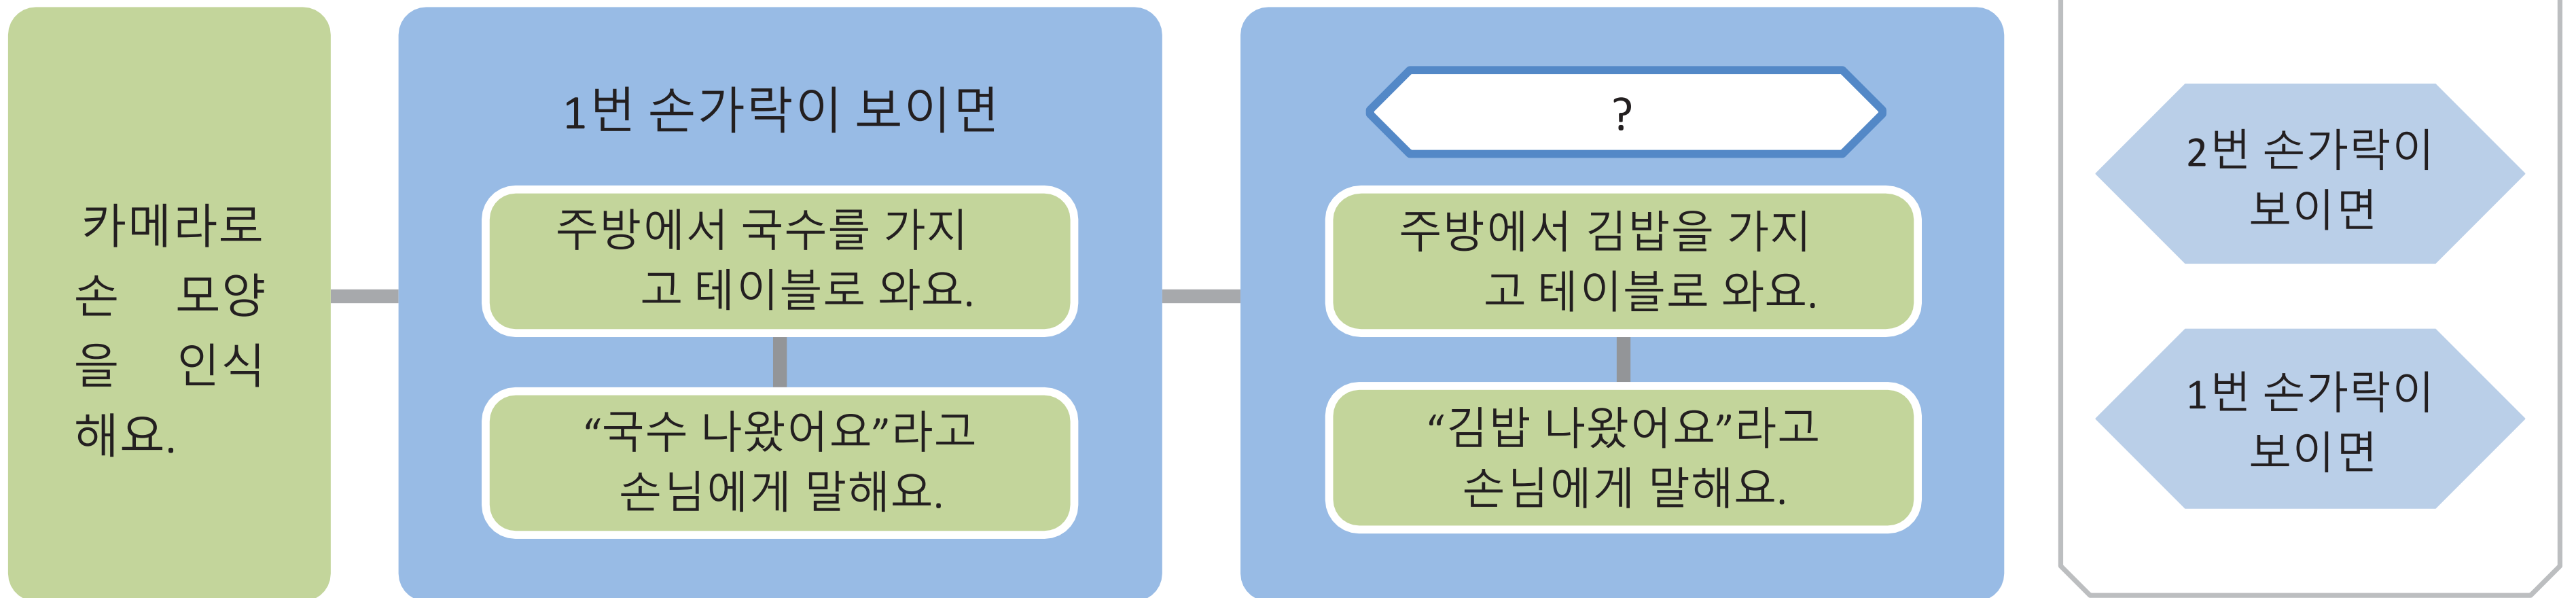 카메라로
손 모양
을 인식
해요.
1번 손가락이 보이면
주방에서 국수를 가지
고 테이블로 와요.
“국수 나왔어요”라고
손님에게 말해요.
?
주방에서 김밥을 가지
고 테이블로 와요.
“김밥 나왔어요”라고
손님에게 말해요.
2번 손가락이
보이면
1번 손가락이
보이면